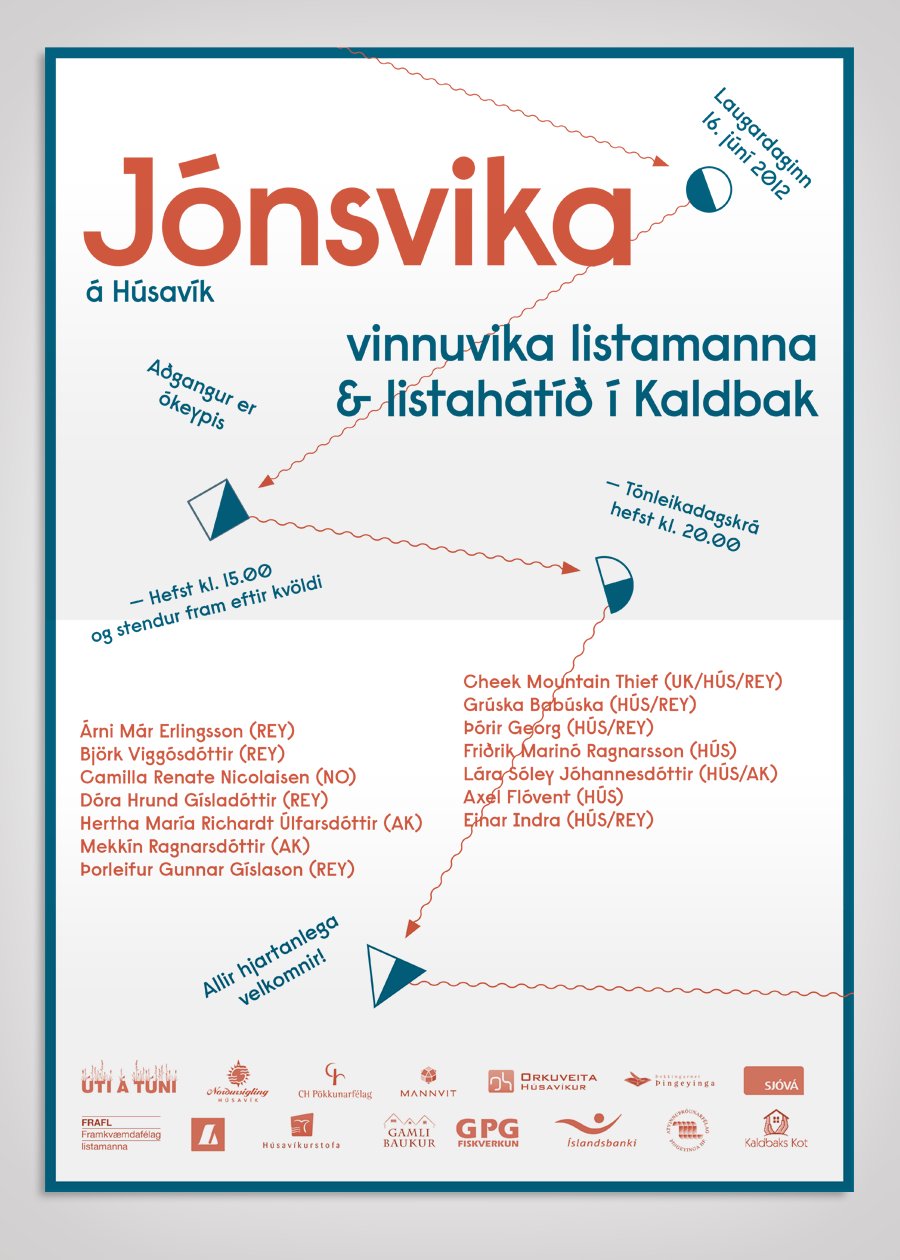 Laugardaginn
16. júní 2012
Jónsvika
á Húsavík
vinnuvika listamanna
& listahátíð í Kaldbak
Aðgangur er
ókeypis
— Tónleikadagskrá
hefst kl. 20.00
— Hefst kl. 15.00
og stendur fram eftir kvöldi
Cheek Mountain Thief (UK/HÚS/REY)
Grúska Babúska (HÚS/REY)
Þórir Georg (HÚS/REY)
Friðrik Marinó Ragnarsson (HÚS)
Lára Sóley Jóhannesdóttir (HÚS/AK)
Axel Flóvent (HÚS)
Einar Indra (HÚS/REY)
Árni Már Erlingsson (REY)
Björk Viggósdóttir (REY)
Camilla Renate Nicolaisen (NO)
Dóra Hrund Gísladóttir (REY)
Hertha María Richardt Úlfarsdóttir (AK)
Mekkín Ragnarsdóttir (AK)
Þorleifur Gunnar Gíslason (REY)
Allir hjartanlega
velkomnir!
ÚTI Á TÚNI
Norðursigling
HÚSAVÍK
CH Pökkunarfélag
MANNVIT
ORKUVEITA
HÚSAVÍKUR
Þekkingarnet
Þingeyinga
SJÓVÁ
FRAFL
Framkvæmdafélag
listamanna
Húsavíkurstofa
GAMLI
BAUKUR
GPG
FISKVERKUN
Íslandsbanki
ATVINNUÞRÓUNARFÉLAG
ÞINGEYINGA HF.
Kaldbaks Kot